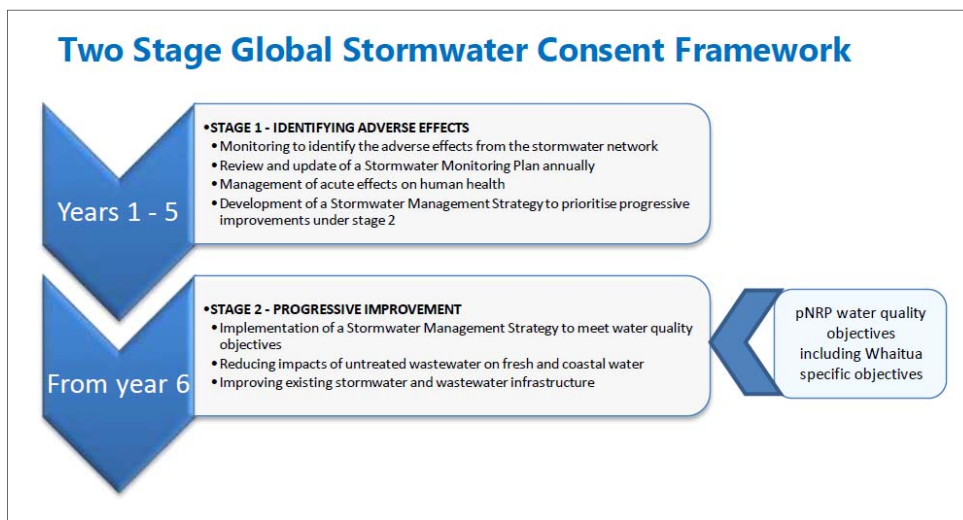 Two Stage Global Stormwater Consent Framework
Years 1 - 5
•STAGE 1 - IDENTIFYING ADVERSE EFFECTS
•Monitoring to identify the adverse effects from the stormwater network
•Review and update of a Stormwater Monitoring Plan annually
•Management of acute effects on human health
•Development of a Stormwater Management Strategy to prioritise progressive
improvements under stage 2
From year 6
•STAGE 2 - PROGRESSIVE IMPROVEMENT
•Implementation of a Stormwater Management Strategy to meet water quality
objectives
•Reducing impacts of untreated wastewater on fresh and coastal water
•Improving existing stormwater and wastewater infrastructure
pNRP water quality
objectives
including Whaitua
specific objectives